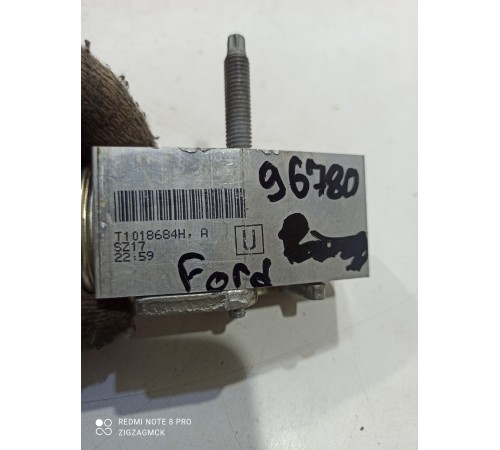 96780
T1018684H, A
SZ17
22:59
U
Ford
REDMI NOTE 8 PRO
ZIGZAGMCK